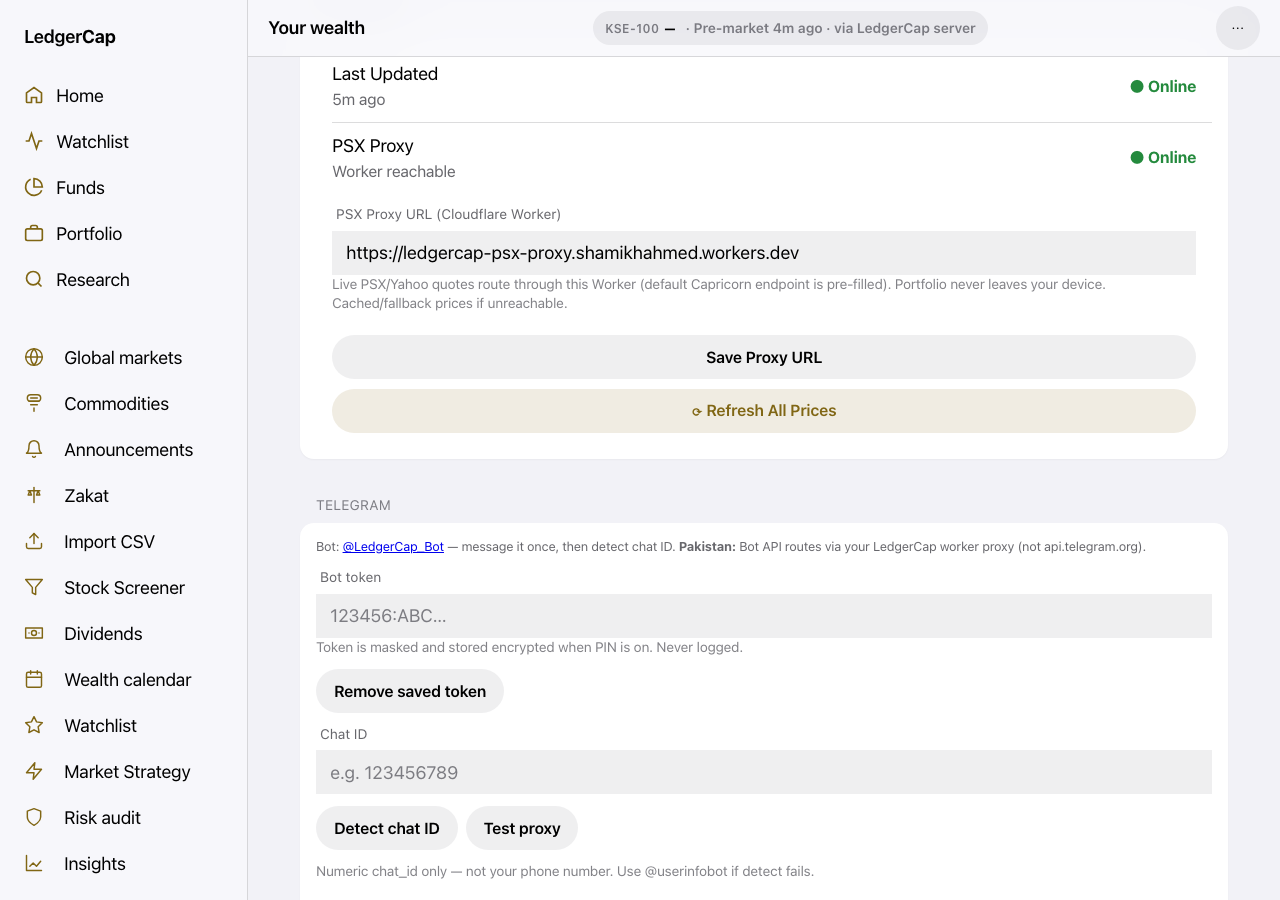 LedgerCap
Home
Watchlist
Funds
Portfolio
Research
Global markets
Commodities
Announcements
Zakat
Import CSV
Stock Screener
Dividends
Wealth calendar
Watchlist
Market Strategy
Risk audit
Insights
Your wealth
KSE-100 — · Pre-market 4m ago · via LedgerCap server
...
Last Updated
5m ago
Online
PSX Proxy
Worker reachable
Online
PSX Proxy URL (Cloudflare Worker)
https://ledgercap-psx-proxy.shamikhahmed.workers.dev
Live PSX/Yahoo quotes route through this Worker (default Capricorn endpoint is pre-filled). Portfolio never leaves your device.
Cached/fallback prices if unreachable.
Save Proxy URL
⟳ Refresh All Prices
TELEGRAM
Bot: @LedgerCap_Bot — message it once, then detect chat ID. Pakistan: Bot API routes via your LedgerCap worker proxy (not api.telegram.org).
Bot token
123456:ABC...
Token is masked and stored encrypted when PIN is on. Never logged.
Remove saved token
Chat ID
e.g. 123456789
Detect chat ID
Test proxy
Numeric chat_id only — not your phone number. Use @userinfobot if detect fails.